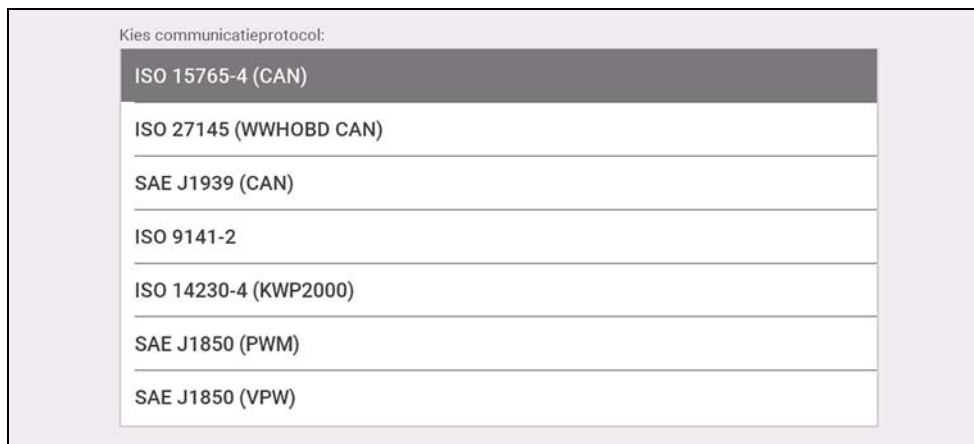 Kies communicatieprotocol:
ISO 15765-4 (CAN)
ISO 27145 (WWHOBD CAN)
SAE J1939 (CAN)
ISO 9141-2
ISO 14230-4 (KWP2000)
SAE J1850 (PWM)
SAE J1850 (VPW)